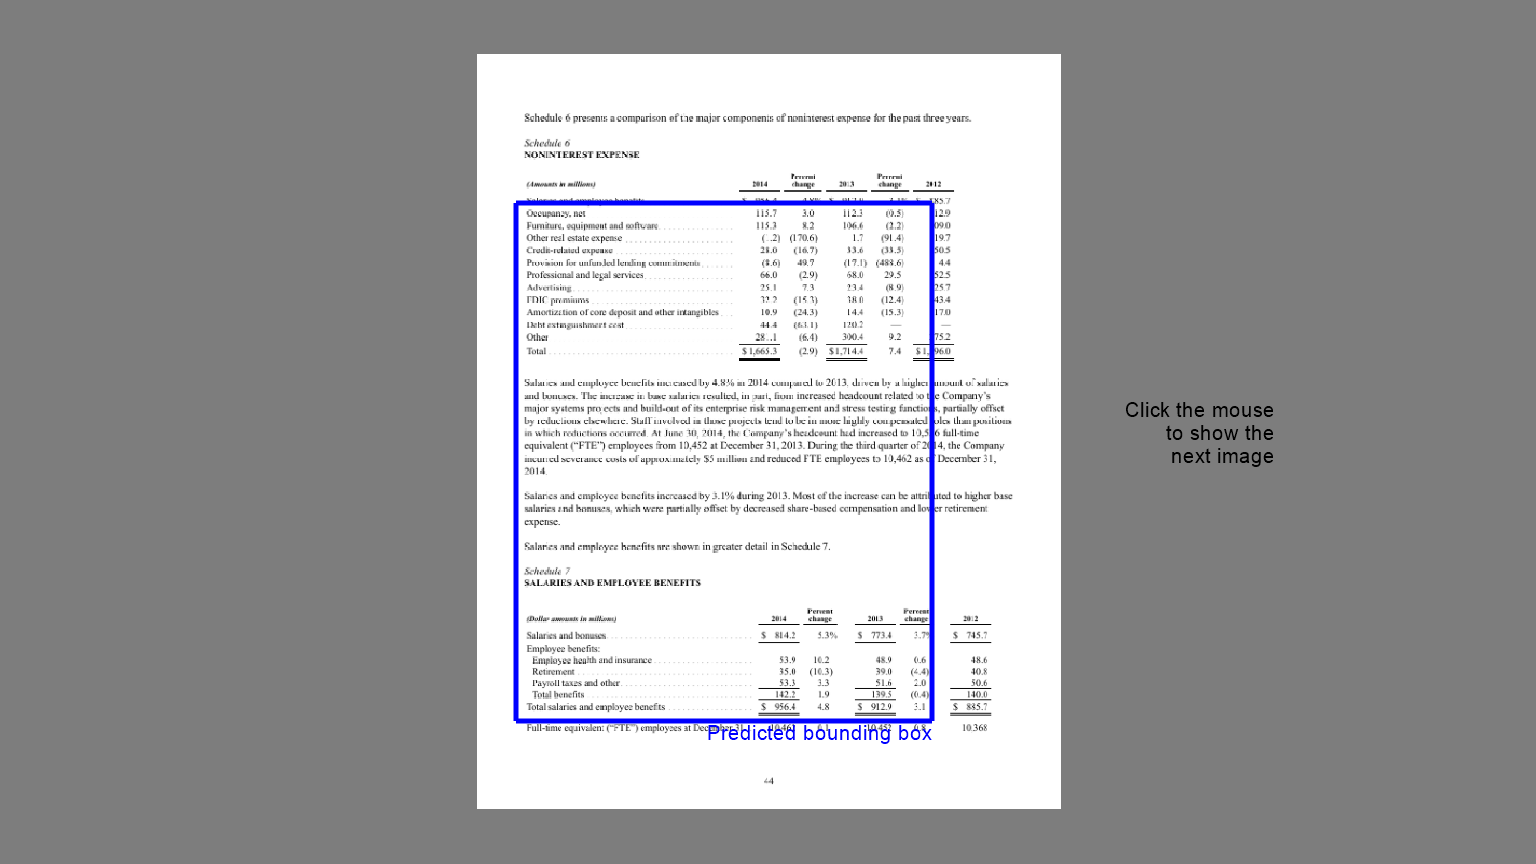 Schedule 6 presents a comparison of the major components of noninterest expense for the past three years.
Schedule 6
NONINTEREST EXPENSE
(Amounts in millions) 2014 Percent change 2013 Percent change 2012
Salaries and employee benefits $ 956.4 4.8% $ 912.9 3.1% $ 885.7
Occupancy, net 115.7 3.0 112.3 (0.5) 112.9
Furniture, equipment and software 115.3 8.2 106.6 (2.2) 109.0
Other real estate expense (1.2) (170.6) 1.7 (91.4) 19.7
Credit-related expense 28.0 (16.7) 33.6 (33.5) 50.5
Provision for unfunded lending commitments (8.6) 49.7 (17.1) (488.6) 4.4
Professional and legal services 66.0 (2.9) 68.0 29.5 52.5
Advertising 25.1 7.3 23.4 (8.9) 25.7
FDIC premiums 32.2 (15.3) 38.0 (12.4) 43.4
Amortization of core deposit and other intangibles 10.9 (24.3) 14.4 (15.3) 17.0
Debt extinguishment cost 44.4 (63.1) 120.2 — —
Other 281.1 (6.4) 300.4 9.2 75.2
Total $ 1,665.3 (2.9) $ 1,714.4 7.4 $ 1,596.0
Salaries and employee benefits increased by 4.8% in 2014 compared to 2013, driven by a higher amount of salaries
and bonuses. The increase in base salaries resulted, in part, from increased headcount related to the Company's
major systems projects and build-out of its enterprise risk management and stress testing functions, partially offset
by reductions elsewhere. Staff involved in those projects tend to be in more highly compensated roles than positions
in which reductions occurred. At June 30, 2014, the Company's headcount had increased to 10,5 6 full-time
equivalent ("FTE") employees from 10,452 at December 31, 2013. During the third quarter of 2014, the Company
incurred severance costs of approximately $5 million and reduced FTE employees to 10,462 as of December 31,
2014.
Salaries and employee benefits increased by 3.1% during 2013. Most of the increase can be attributed to higher base
salaries and bonuses, which were partially offset by decreased share-based compensation and lower retirement
expense.
Salaries and employee benefits are shown in greater detail in Schedule 7.
Schedule 7
SALARIES AND EMPLOYEE BENEFITS
(Dollar amounts in millions) 2014 Percent change 2013 Percent change 2012
Salaries and bonuses $ 814.2 5.3% $ 773.4 3.7% $ 745.7
Employee benefits:
Employee health and insurance 53.9 10.2 48.9 0.6 48.6
Retirement 35.0 (10.3) 39.0 (4.4) 40.8
Payroll taxes and other 53.3 3.3 51.6 2.0 50.6
Total benefits 142.2 1.9 139.5 (0.4) 140.0
Total salaries and employee benefits $ 956.4 4.8 $ 912.9 3.1 $ 885.7
Full-time equivalent ("FTE") employees at December 31 10,462 0.1 10,452 0.8 10,368
Predicted bounding box
44
Click the mouse
to show the
next image